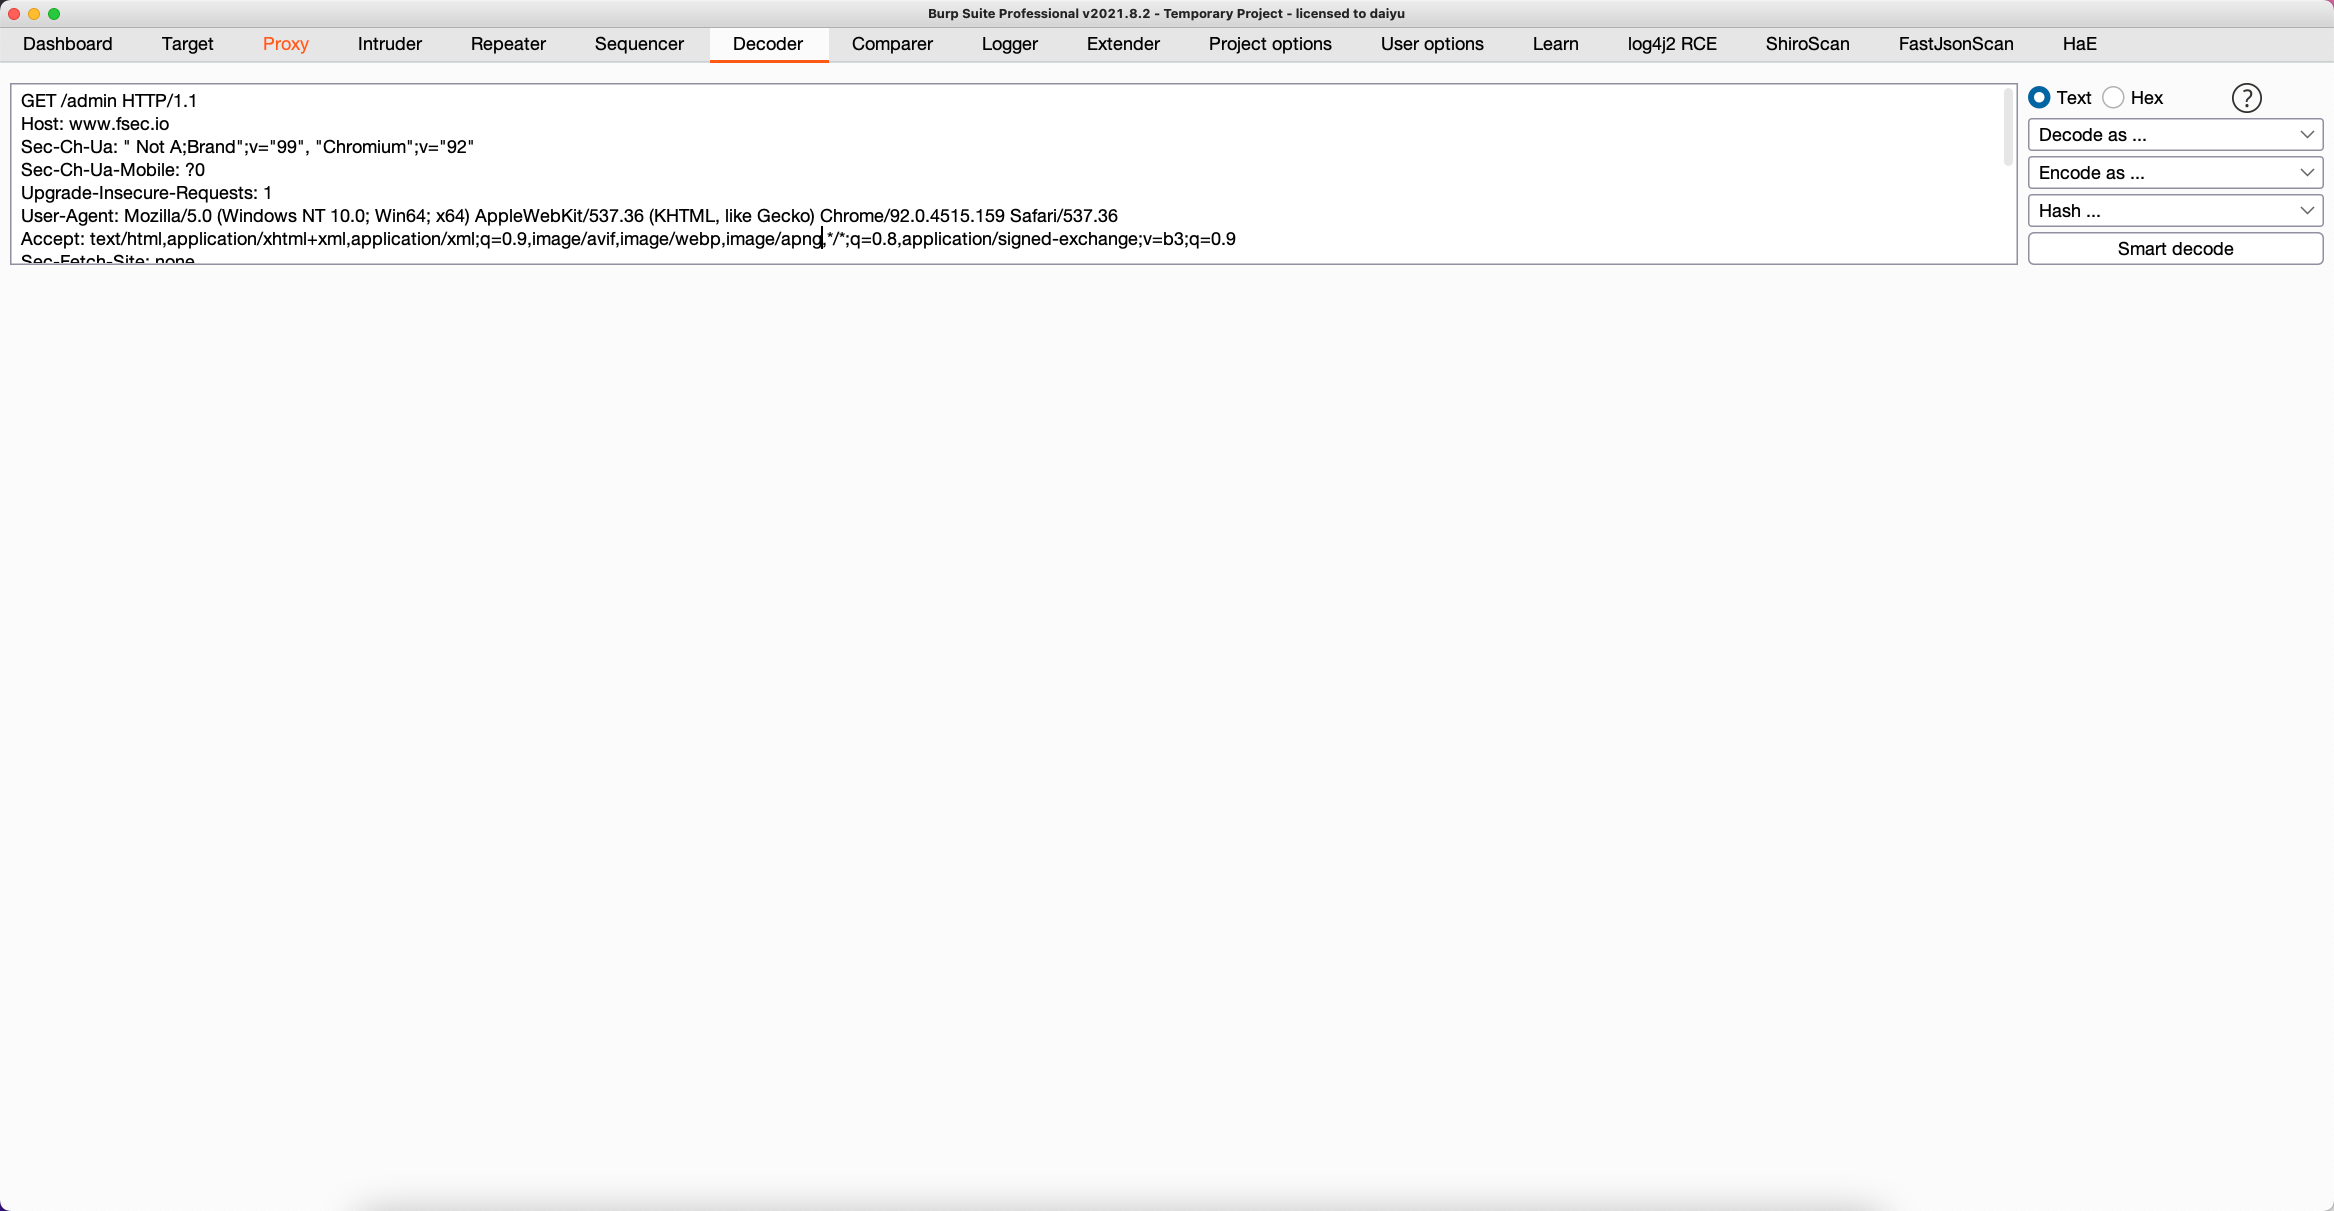 Burp Suite Professional v2021.8.2 - Temporary Project - licensed to daiyu
Dashboard Target Proxy Intruder Repeater Sequencer Decoder Comparer Logger Extender Project options User options Learn log4j2 RCE ShiroScan FastJsonScan HaE
GET /admin HTTP/1.1
Host: www.fsec.io
Sec-Ch-Ua: " Not A;Brand";v="99", "Chromium";v="92"
Sec-Ch-Ua-Mobile: ?0
Upgrade-Insecure-Requests: 1
User-Agent: Mozilla/5.0 (Windows NT 10.0; Win64; x64) AppleWebKit/537.36 (KHTML, like Gecko) Chrome/92.0.4515.159 Safari/537.36
Accept: text/html,application/xhtml+xml,application/xml;q=0.9,image/avif,image/webp,image/apng,*/*;q=0.8,application/signed-exchange;v=b3;q=0.9
Sec-Fetch-Site: none
Text Hex ?
Decode as ...
Encode as ...
Hash ...
Smart decode